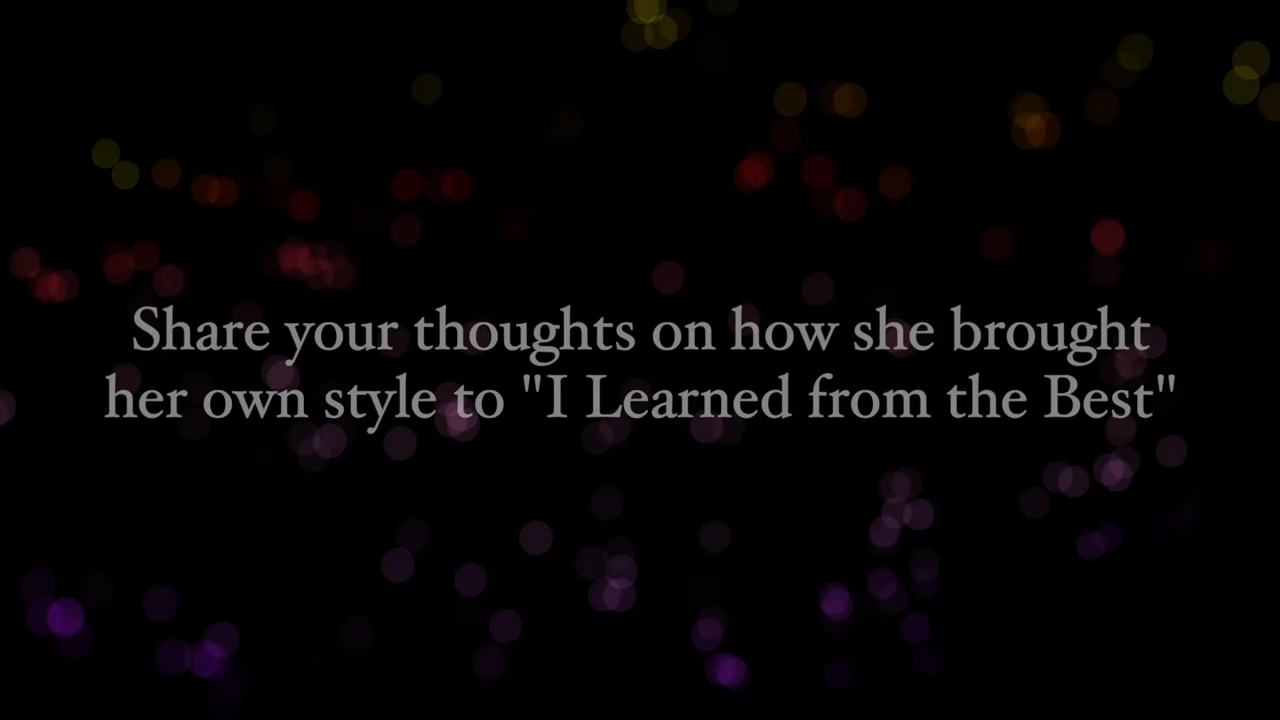 Share your thoughts on how she brought
her own style to "I Learned from the Best"